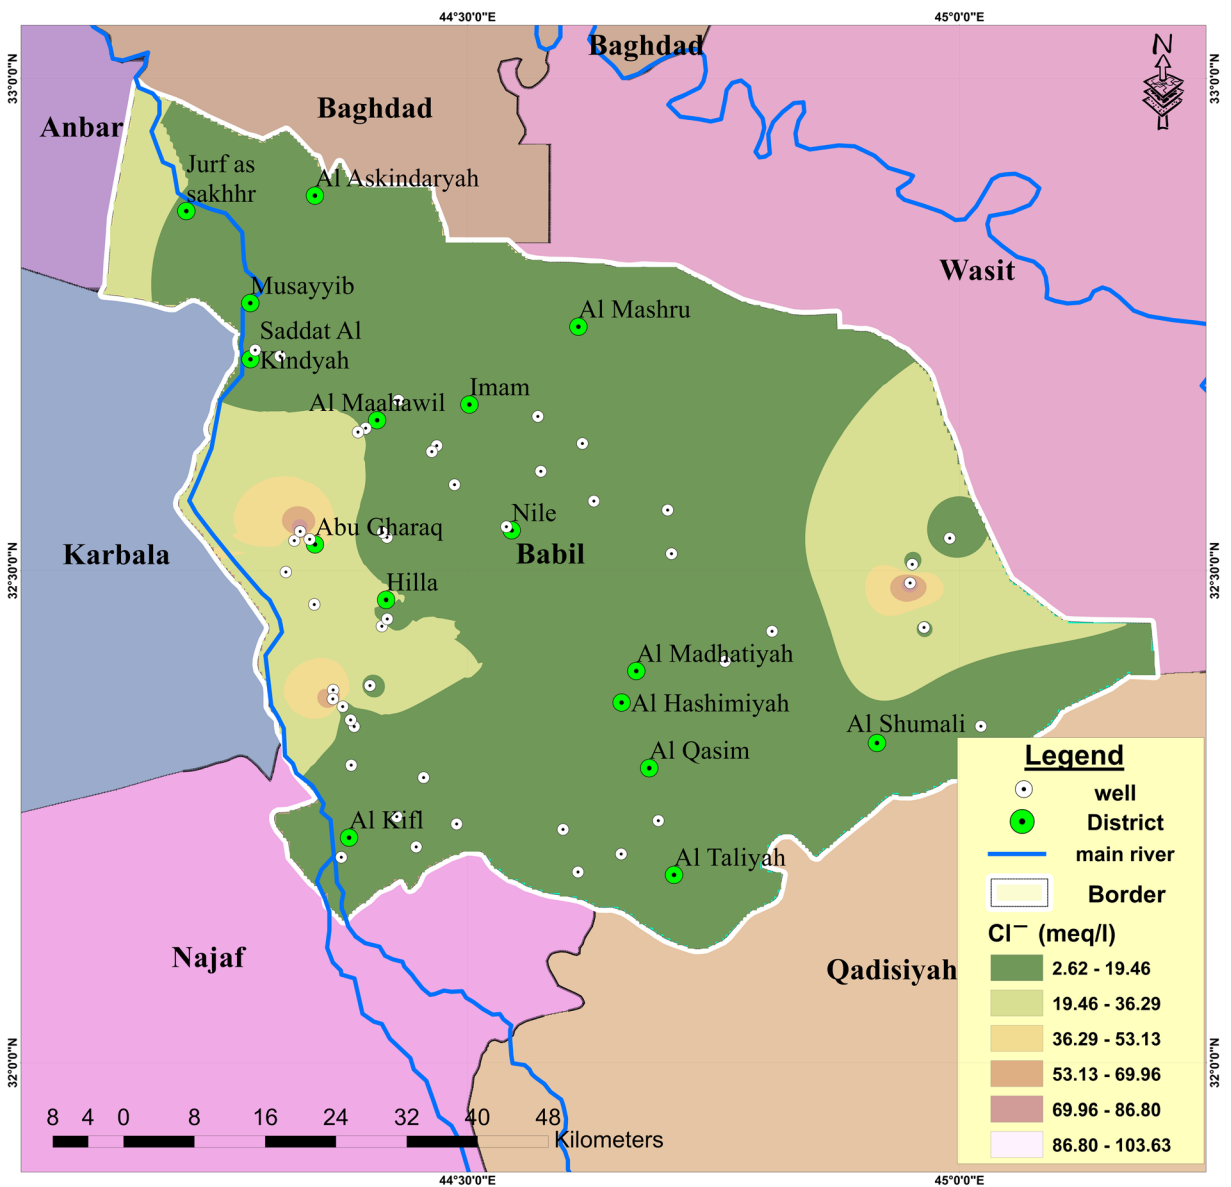 44°30'0"E
45°0'0"E
33°0'0"N
33°0'0"N
N
Baghdad
Baghdad
Anbar
Jurf as
sakhhr
Al Askindaryah
Wasit
Musayyib
Al Mashru
Saddat Al
Kindyah
Imam
Al Maahawil
Nile
Abu Gharaq
Karbala
Babil
32°30'0"N
32°30'0"N
Hilla
Al Madhatiyah
Al Hashimiyah
Al Shumali
Al Qasim
Al Kifl
Al Taliyah
Najaf
Qadisiyah
Legend
well
District
main river
Border
Cl⁻ (meq/l)
2.62 - 19.46
19.46 - 36.29
36.29 - 53.13
53.13 - 69.96
69.96 - 86.80
86.80 - 103.63
32°0'0"N
32°0'0"N
8 4 0 8 16 24 32 40 48
Kilometers
44°30'0"E
45°0'0"E